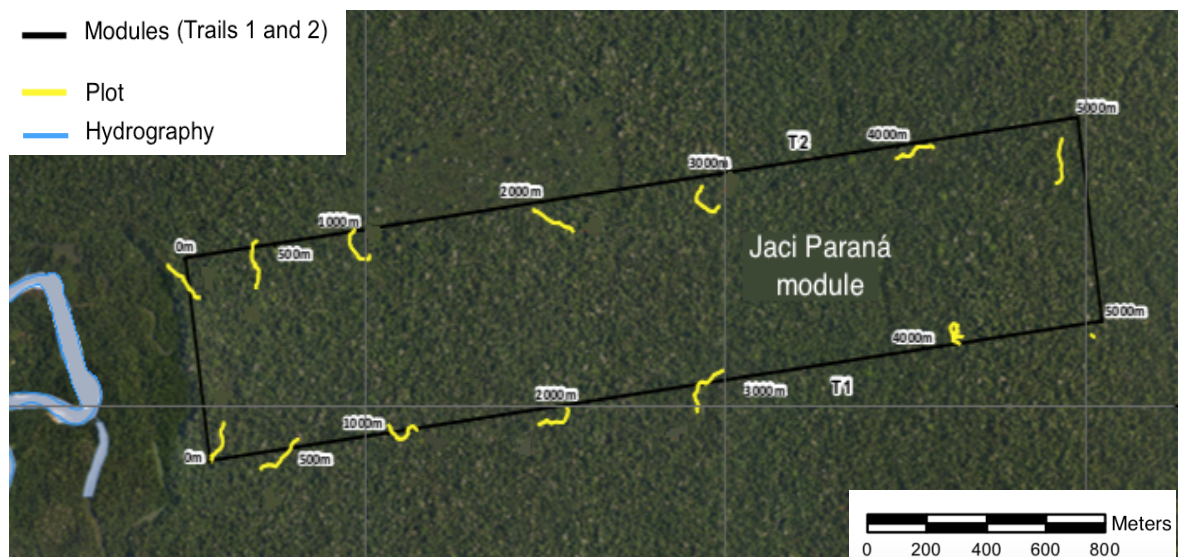 Modules (Trails 1 and 2)
Plot
Hydrography
5000m
T2
4000m
3000m
2000m
1000m
0m
500m
Jaci Paraná
module
5000m
4000m
T1
3000m
2000m
1000m
500m
0m
Meters
0 200 400 600 800